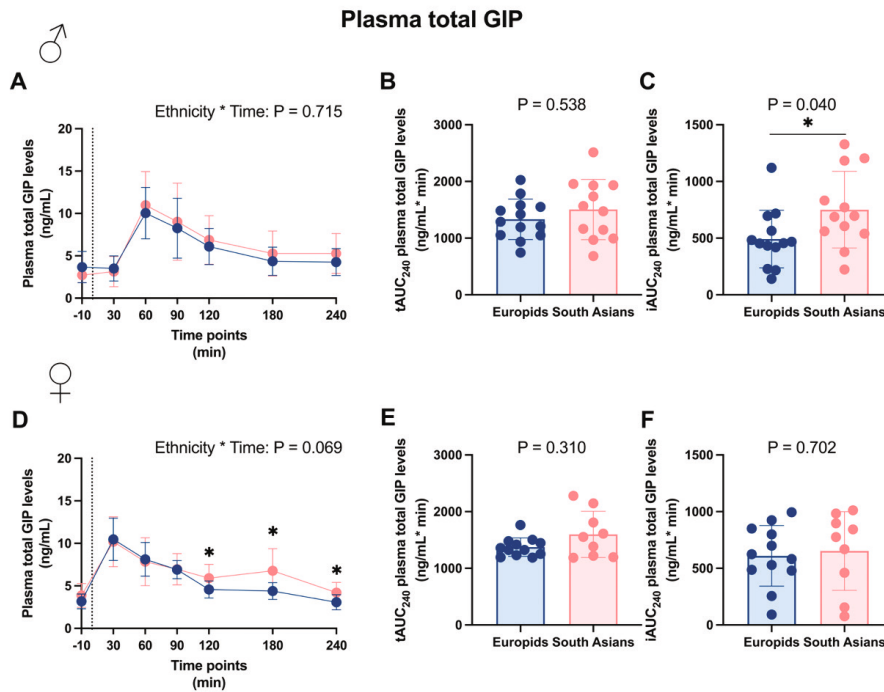 Plasma total GIP
A
Ethnicity * Time: P = 0.715
Plasma total GIP levels
(ng/mL)
20
15
10
5
0
-10 30 60 90 120 180 240
Time points
(min)
B
P = 0.538
tAUC240 plasma total GIP levels
(ng/mL* min)
3000
2000
1000
0
Europids South Asians
C
P = 0.040
*
iAUC240 plasma total GIP levels
(ng/mL* min)
1500
1000
500
0
Europids South Asians
D
Ethnicity * Time: P = 0.069
Plasma total GIP levels
(ng/mL)
20
15
10
5
0
* * *
-10 30 60 90 120 180 240
Time points
(min)
E
P = 0.310
tAUC240 plasma total GIP levels
(ng/mL* min)
3000
2000
1000
0
Europids South Asians
F
P = 0.702
iAUC240 plasma total GIP levels
(ng/mL* min)
1500
1000
500
0
Europids South Asians